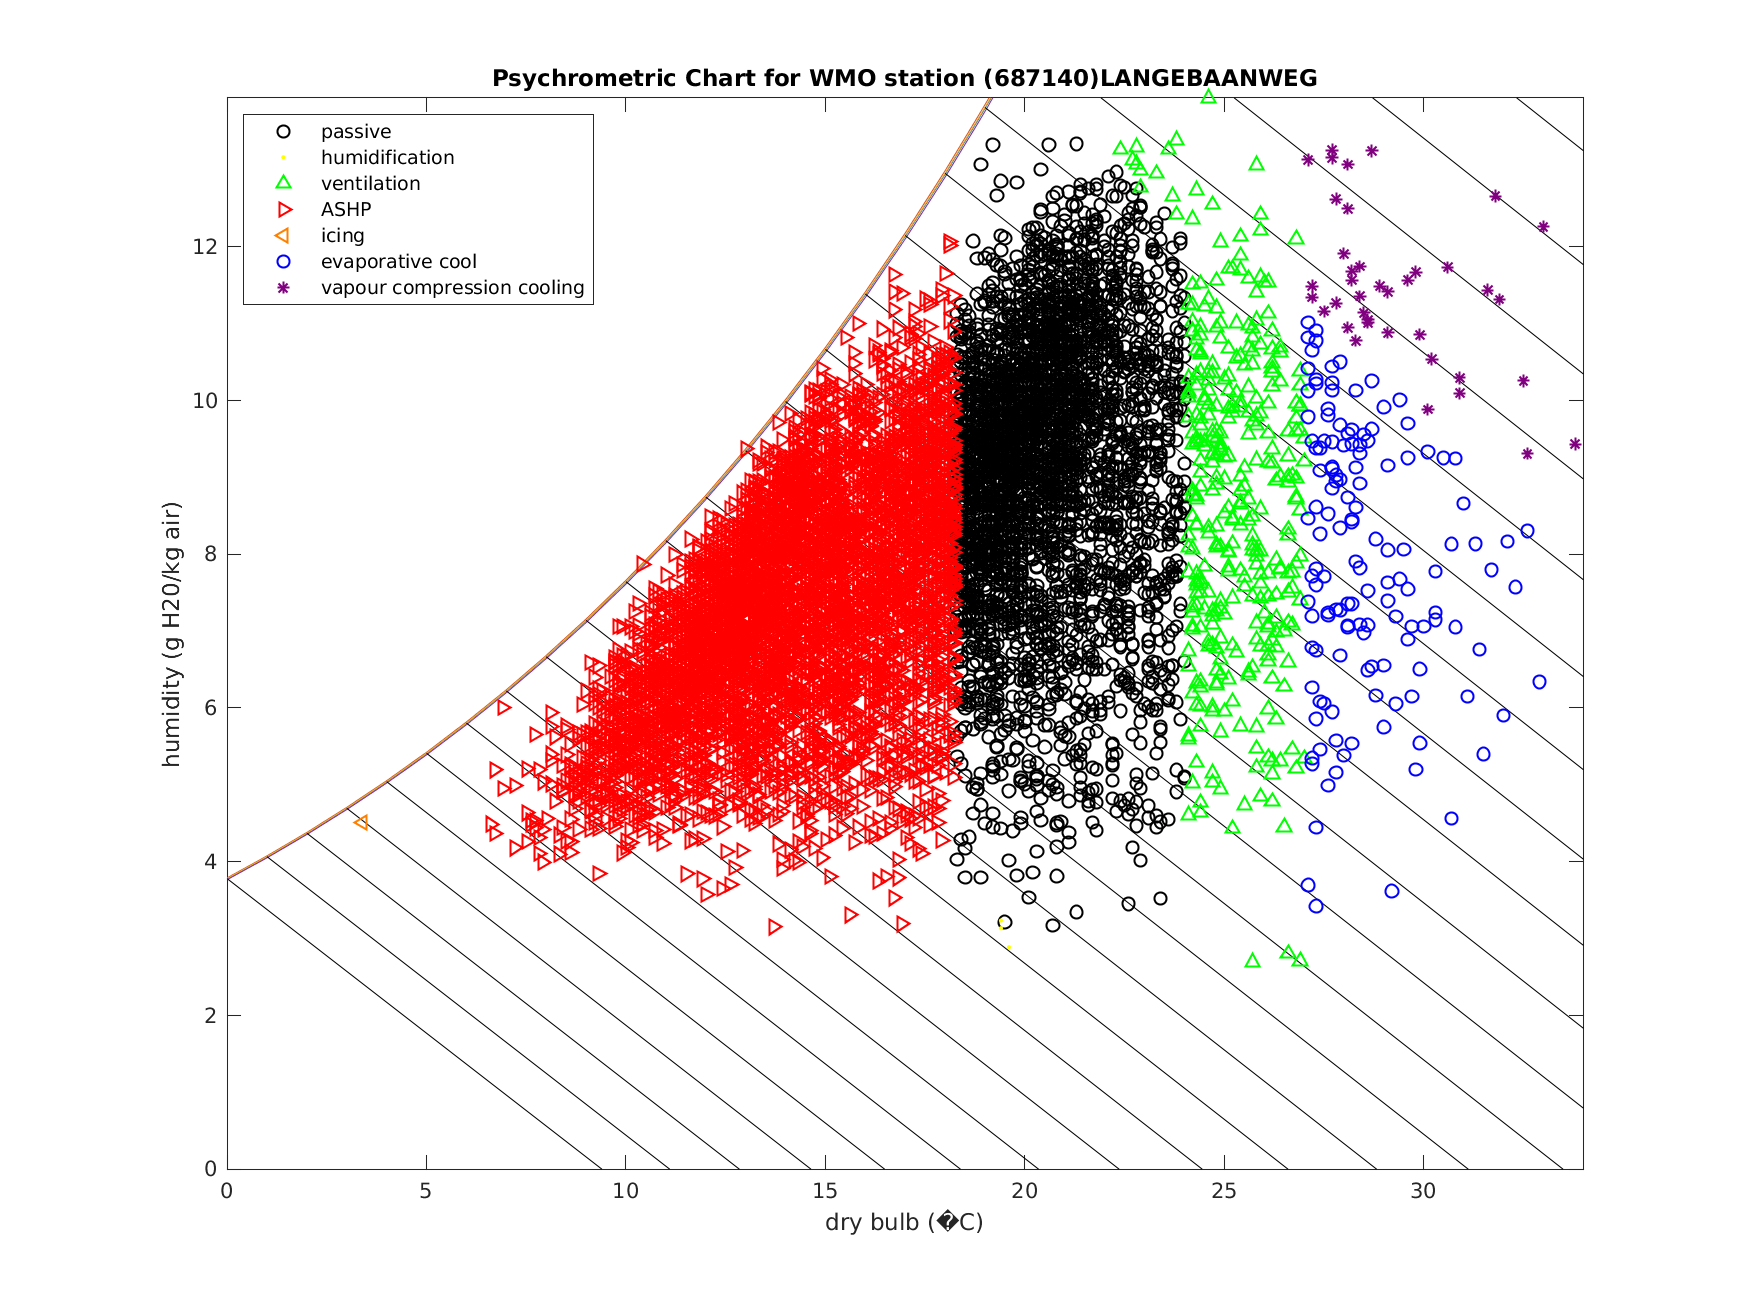 Psychrometric Chart for WMO station (687140)LANGEBAANWEG
passive
humidification
ventilation
ASHP
icing
evaporative cool
vapour compression cooling
humidity (g H20/kg air)
12
10
8
6
4
2
0
0 5 10 15 20 25 30
dry bulb (�C)